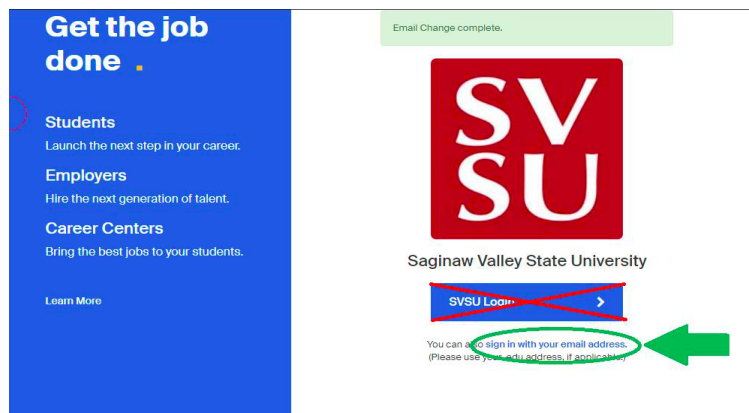 Get the job
done .
Students
Launch the next step in your career.
Employers
Hire the next generation of talent.
Career Centers
Bring the best jobs to your students.
Learn More
Email Change complete.
SV
SU
Saginaw Valley State University
SVSU Login
You can also sign in with your email address.
(Please use your .edu address, if applicable.)